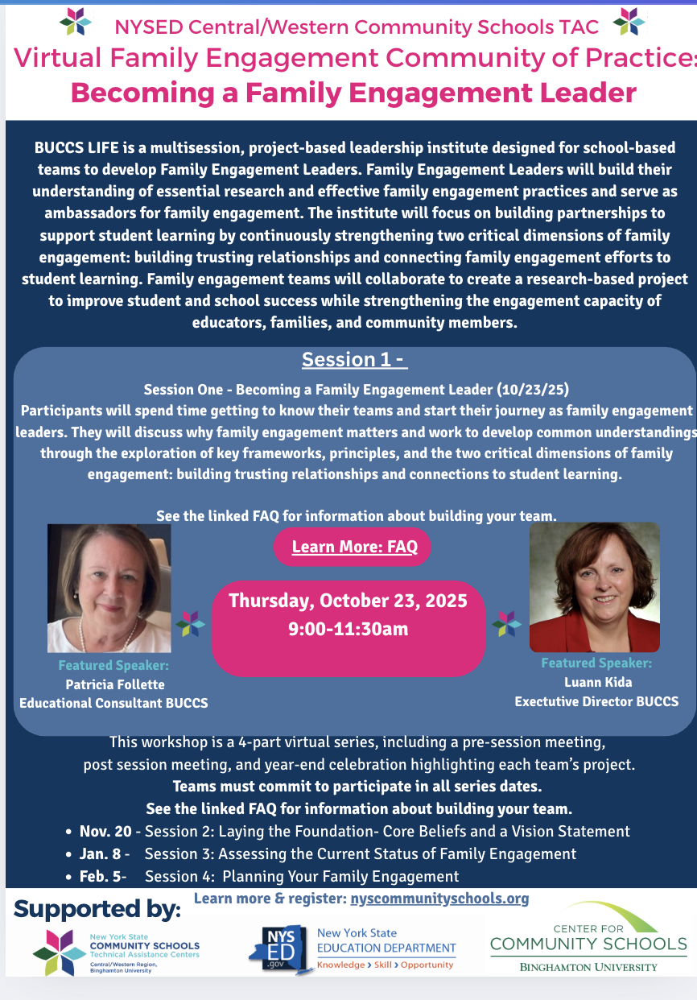 NYSED Central/Western Community Schools TAC
Virtual Family Engagement Community of Practice:
Becoming a Family Engagement Leader
BUCCS LIFE is a multisession, project-based leadership institute designed for school-based
teams to develop Family Engagement Leaders. Family Engagement Leaders will build their
understanding of essential research and effective family engagement practices and serve as
ambassadors for family engagement. The institute will focus on building partnerships to
support student learning by continuously strengthening two critical dimensions of family
engagement: building trusting relationships and connecting family engagement efforts to
student learning. Family engagement teams will collaborate to create a research-based project
to improve student and school success while strengthening the engagement capacity of
educators, families, and community members.
Session 1 -
Session One - Becoming a Family Engagement Leader (10/23/25)
Participants will spend time getting to know their teams and start their journey as family engagement
leaders. They will discuss why family engagement matters and work to develop common understandings
through the exploration of key frameworks, principles, and the two critical dimensions of family
engagement: building trusting relationships and connections to student learning.
See the linked FAQ for information about building your team.
Learn More: FAQ
Thursday, October 23, 2025
9:00-11:30am
Featured Speaker:
Patricia Follette
Educational Consultant BUCCS
Featured Speaker:
Luann Kida
Exectutive Director BUCCS
This workshop is a 4-part virtual series, including a pre-session meeting,
post session meeting, and year-end celebration highlighting each team's project.
Teams must commit to participate in all series dates.
See the linked FAQ for information about building your team.
• Nov. 20 - Session 2: Laying the Foundation- Core Beliefs and a Vision Statement
• Jan. 8 - Session 3: Assessing the Current Status of Family Engagement
• Feb. 5- Session 4: Planning Your Family Engagement
Learn more & register: nyscommunityschools.org
Supported by:
New York State
COMMUNITY SCHOOLS
Technical Assistance Centers
Central/Western Region,
Binghamton University
NYS
ED
.gov
New York State
EDUCATION DEPARTMENT
Knowledge › Skill › Opportunity
CENTER FOR
COMMUNITY SCHOOLS
BINGHAMTON UNIVERSITY